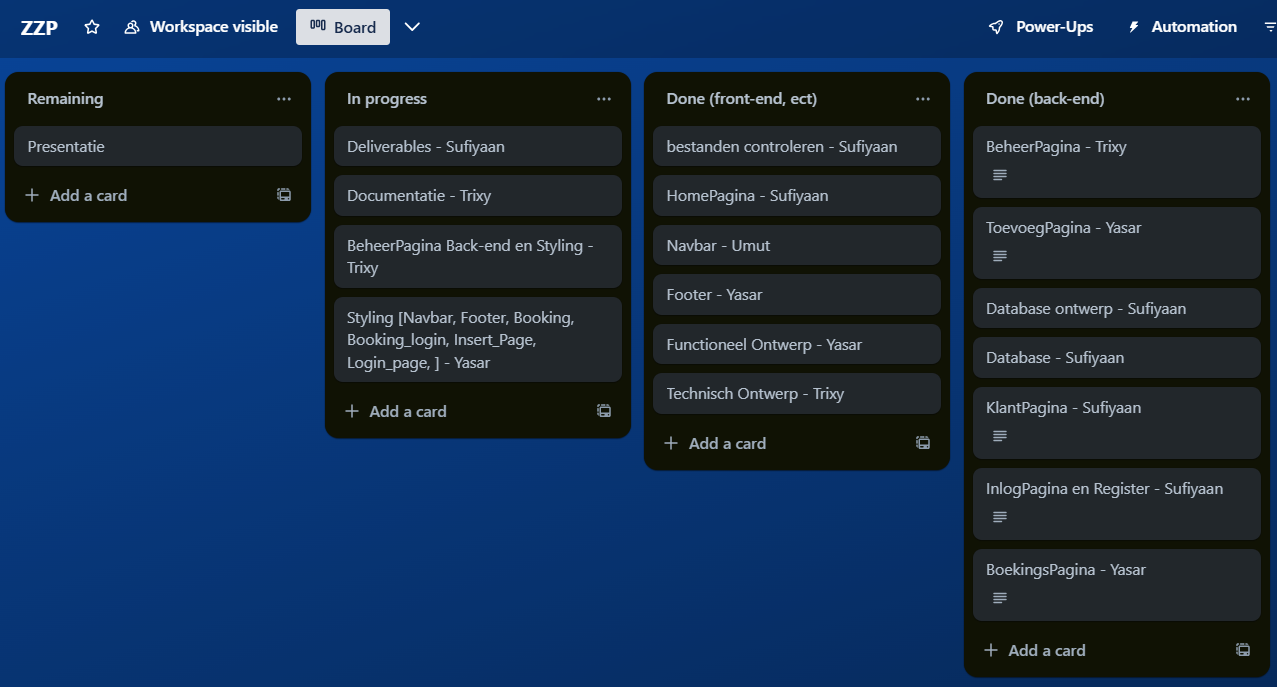 ZZP
Workspace visible
Board
Power-Ups
Automation
Remaining
Presentatie
Add a card
In progress
Deliverables - Sufiyaan
Documentatie - Trixy
BeheerPagina Back-end en Styling -
Trixy
Styling [Navbar, Footer, Booking,
Booking_login, Insert_Page,
Login_page, ] - Yasar
Add a card
Done (front-end, ect)
bestanden controleren - Sufiyaan
HomePagina - Sufiyaan
Navbar - Umut
Footer - Yasar
Functioneel Ontwerp - Yasar
Technisch Ontwerp - Trixy
Add a card
Done (back-end)
BeheerPagina - Trixy
ToevoegPagina - Yasar
Database ontwerp - Sufiyaan
Database - Sufiyaan
KlantPagina - Sufiyaan
InlogPagina en Register - Sufiyaan
BoekingsPagina - Yasar
Add a card